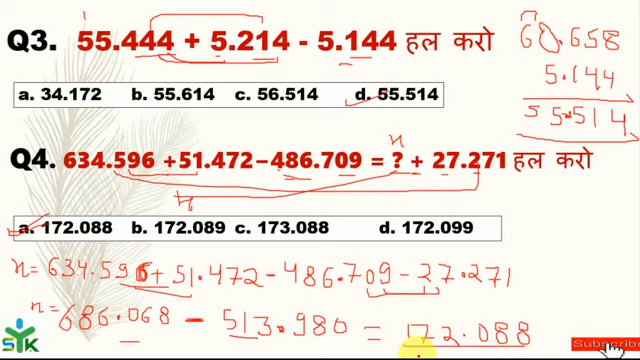 Q3. 55.444 + 5.214 - 5.144 हल करो
a. 34.172 b. 55.614 c. 56.514 d. 55.514
60.658
5.144
55.514
n
Q4. 634.596 +51.472-486.709 = ? + 27.271 हल करो
a. 172.088 b. 172.089 c. 173.088 d. 172.099
n = 634.596 + 51.472 - 486.709 - 27.271
n = 686.068 - 513.980 = 172.088
STK
Subscribe